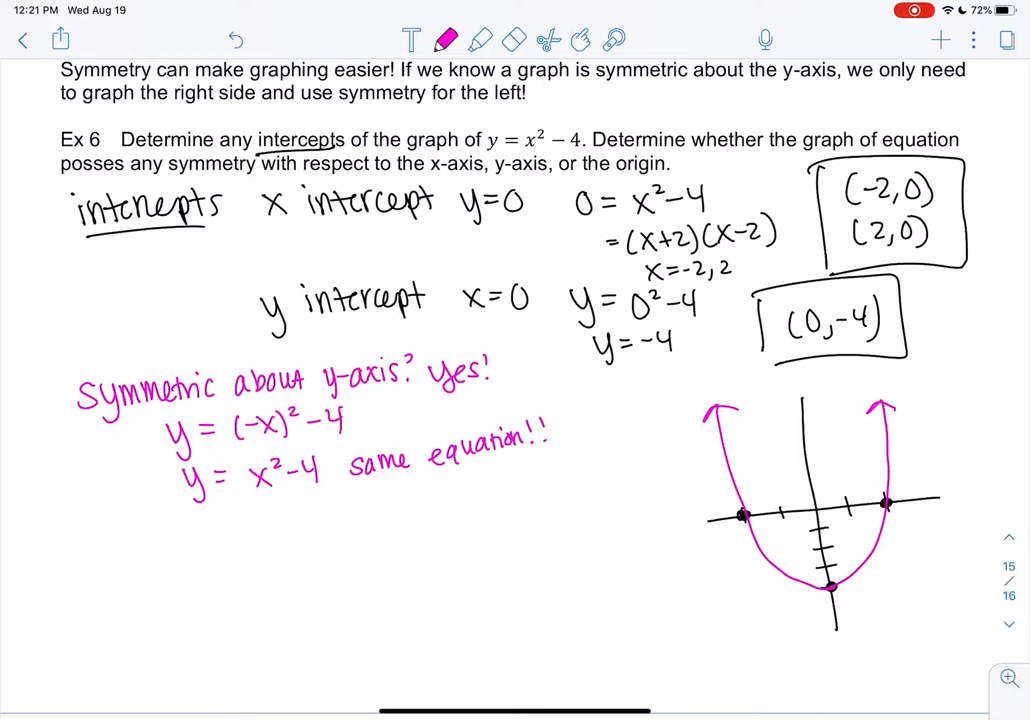 12:21 PM Wed Aug 19
72%
T
Symmetry can make graphing easier! If we know a graph is symmetric about the y-axis, we only need
to graph the right side and use symmetry for the left!
Ex 6 Determine any intercepts of the graph of y = x² − 4. Determine whether the graph of equation
posses any symmetry with respect to the x-axis, y-axis, or the origin.
intercepts x intercept y=0 0 = x²-4 (-2,0)
= (x+2)(x-2) (2,0)
x=-2,2
y intercept x=0 y = 0²-4 (0,-4)
y = -4
Symmetric about y-axis? yes!
y = (-x)² -4
y = x²-4 same equation!!
15
/
16